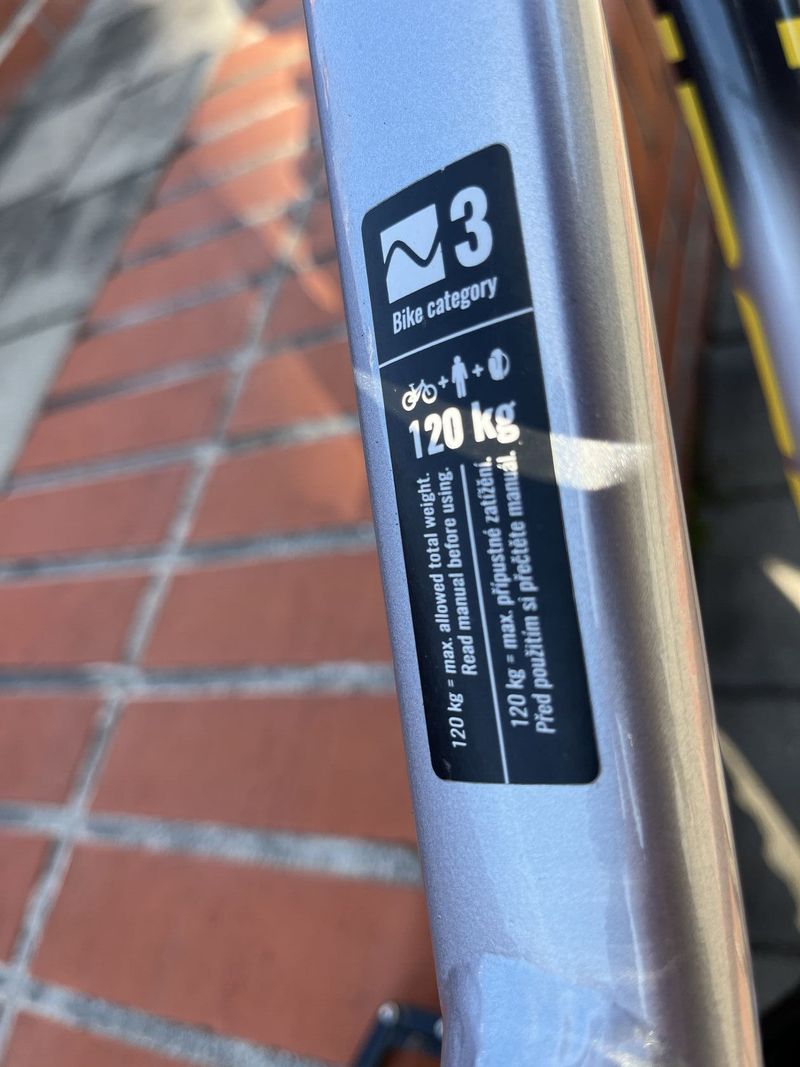 3
Bike category
120 kg
120 kg = max. allowed total weight.
Read manual before using.
120 kg = max. přípustné zatížení.
Před použitím si přečtěte manuál.